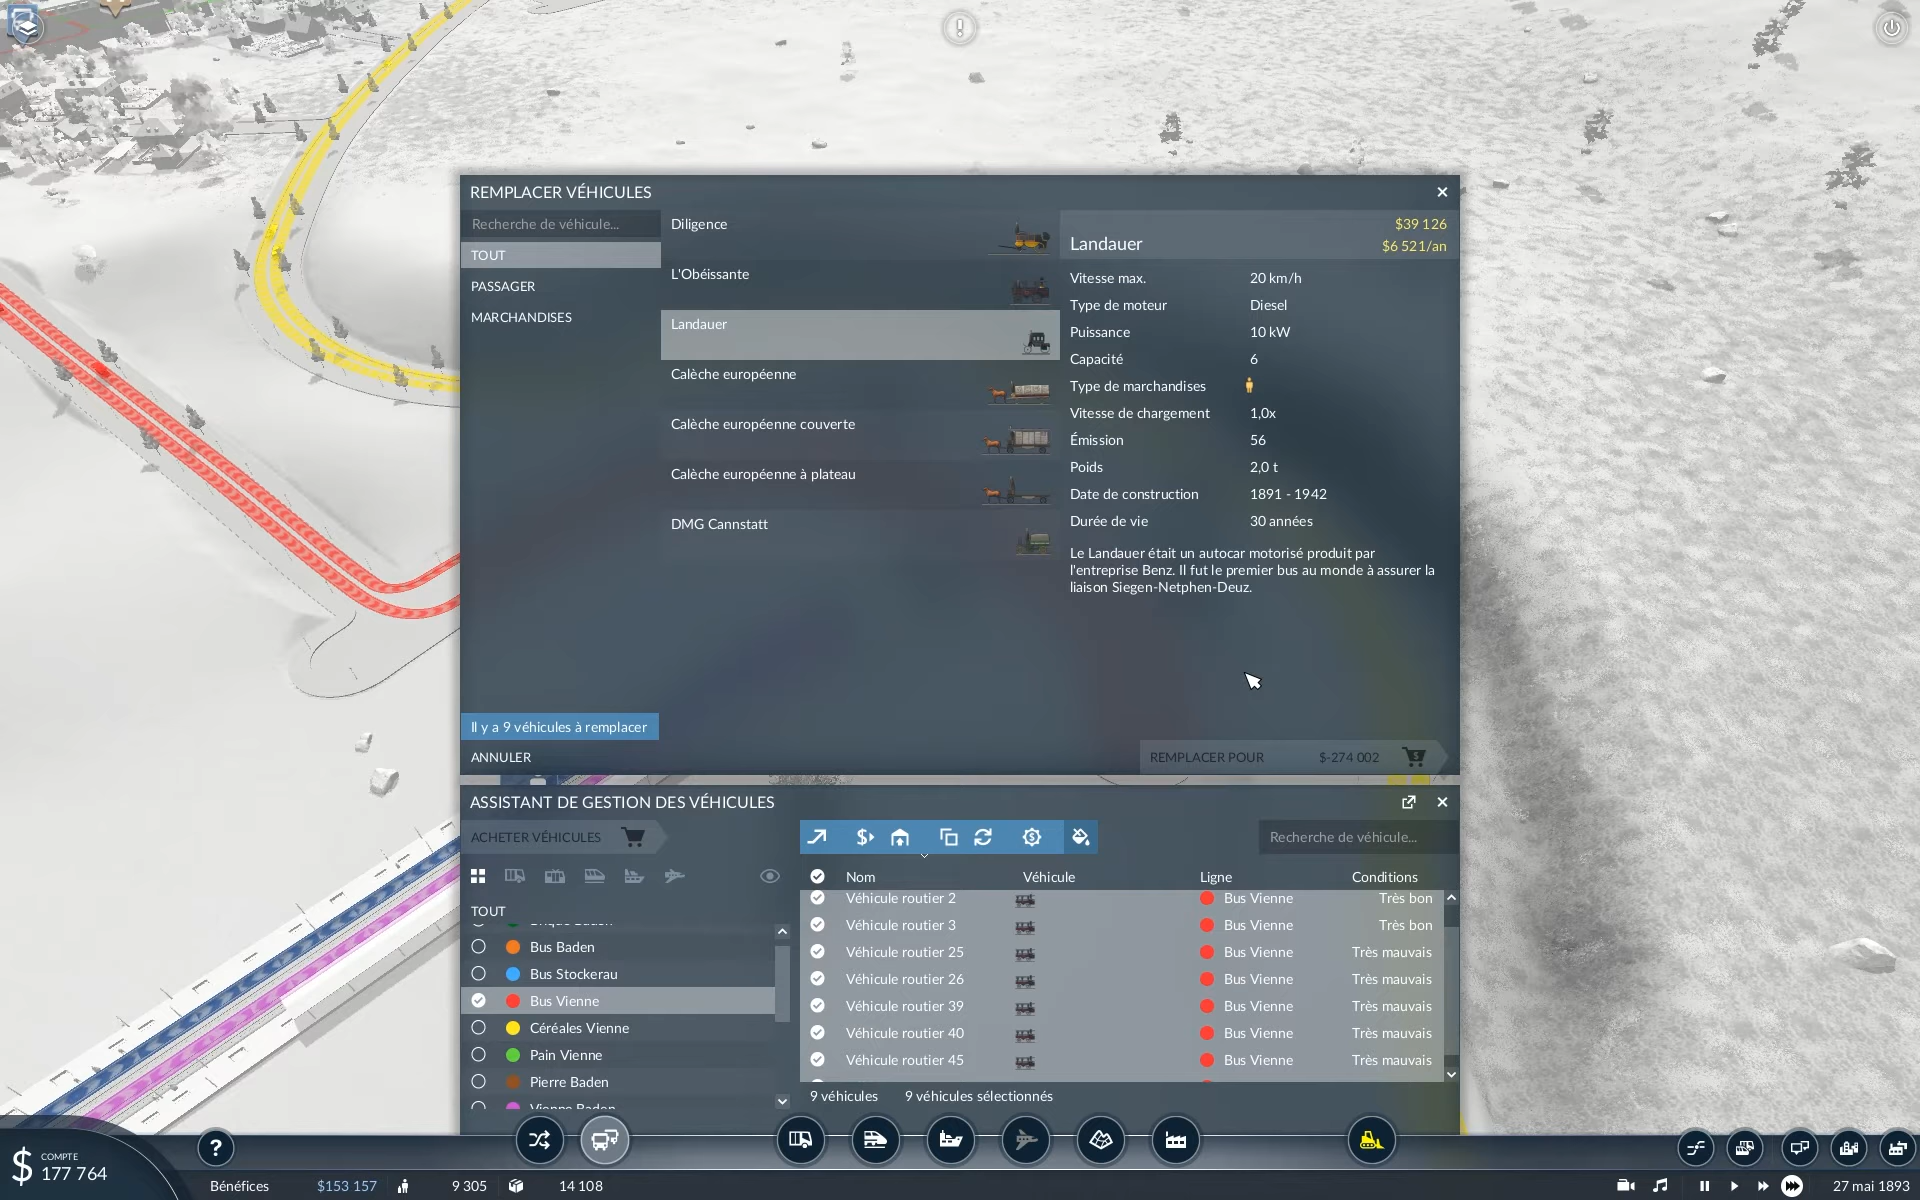 REMPLACER VÉHICULES
Recherche de véhicule...
TOUT
PASSAGER
MARCHANDISES
Diligence
L'Obéissante
Landauer
Calèche européenne
Calèche européenne couverte
Calèche européenne à plateau
DMG Cannstatt
$39 126
Landauer
$6 521/an
Vitesse max. 20 km/h
Type de moteur Diesel
Puissance 10 kW
Capacité 6
Type de marchandises
Vitesse de chargement 1,0x
Émission 56
Poids 2,0 t
Date de construction 1891 - 1942
Durée de vie 30 années
Le Landauer était un autocar motorisé produit par
l'entreprise Benz. Il fut le premier bus au monde à assurer la
liaison Siegen-Netphen-Deuz.
Il y a 9 véhicules à remplacer
ANNULER
REMPLACER POUR $-274 002
ASSISTANT DE GESTION DES VÉHICULES
ACHETER VÉHICULES
Recherche de véhicule...
TOUT
Bus Baden
Bus Stockerau
Bus Vienne
Céréales Vienne
Pain Vienne
Pierre Baden
Vienne Baden
Nom Véhicule Ligne Conditions
Véhicule routier 2 Bus Vienne Très bon
Véhicule routier 3 Bus Vienne Très bon
Véhicule routier 25 Bus Vienne Très mauvais
Véhicule routier 26 Bus Vienne Très mauvais
Véhicule routier 39 Bus Vienne Très mauvais
Véhicule routier 40 Bus Vienne Très mauvais
Véhicule routier 45 Bus Vienne Très mauvais
9 véhicules 9 véhicules sélectionnés
$ COMPTE
177 764
?
Bénéfices $153 157 9 305 14 108
27 mai 1893